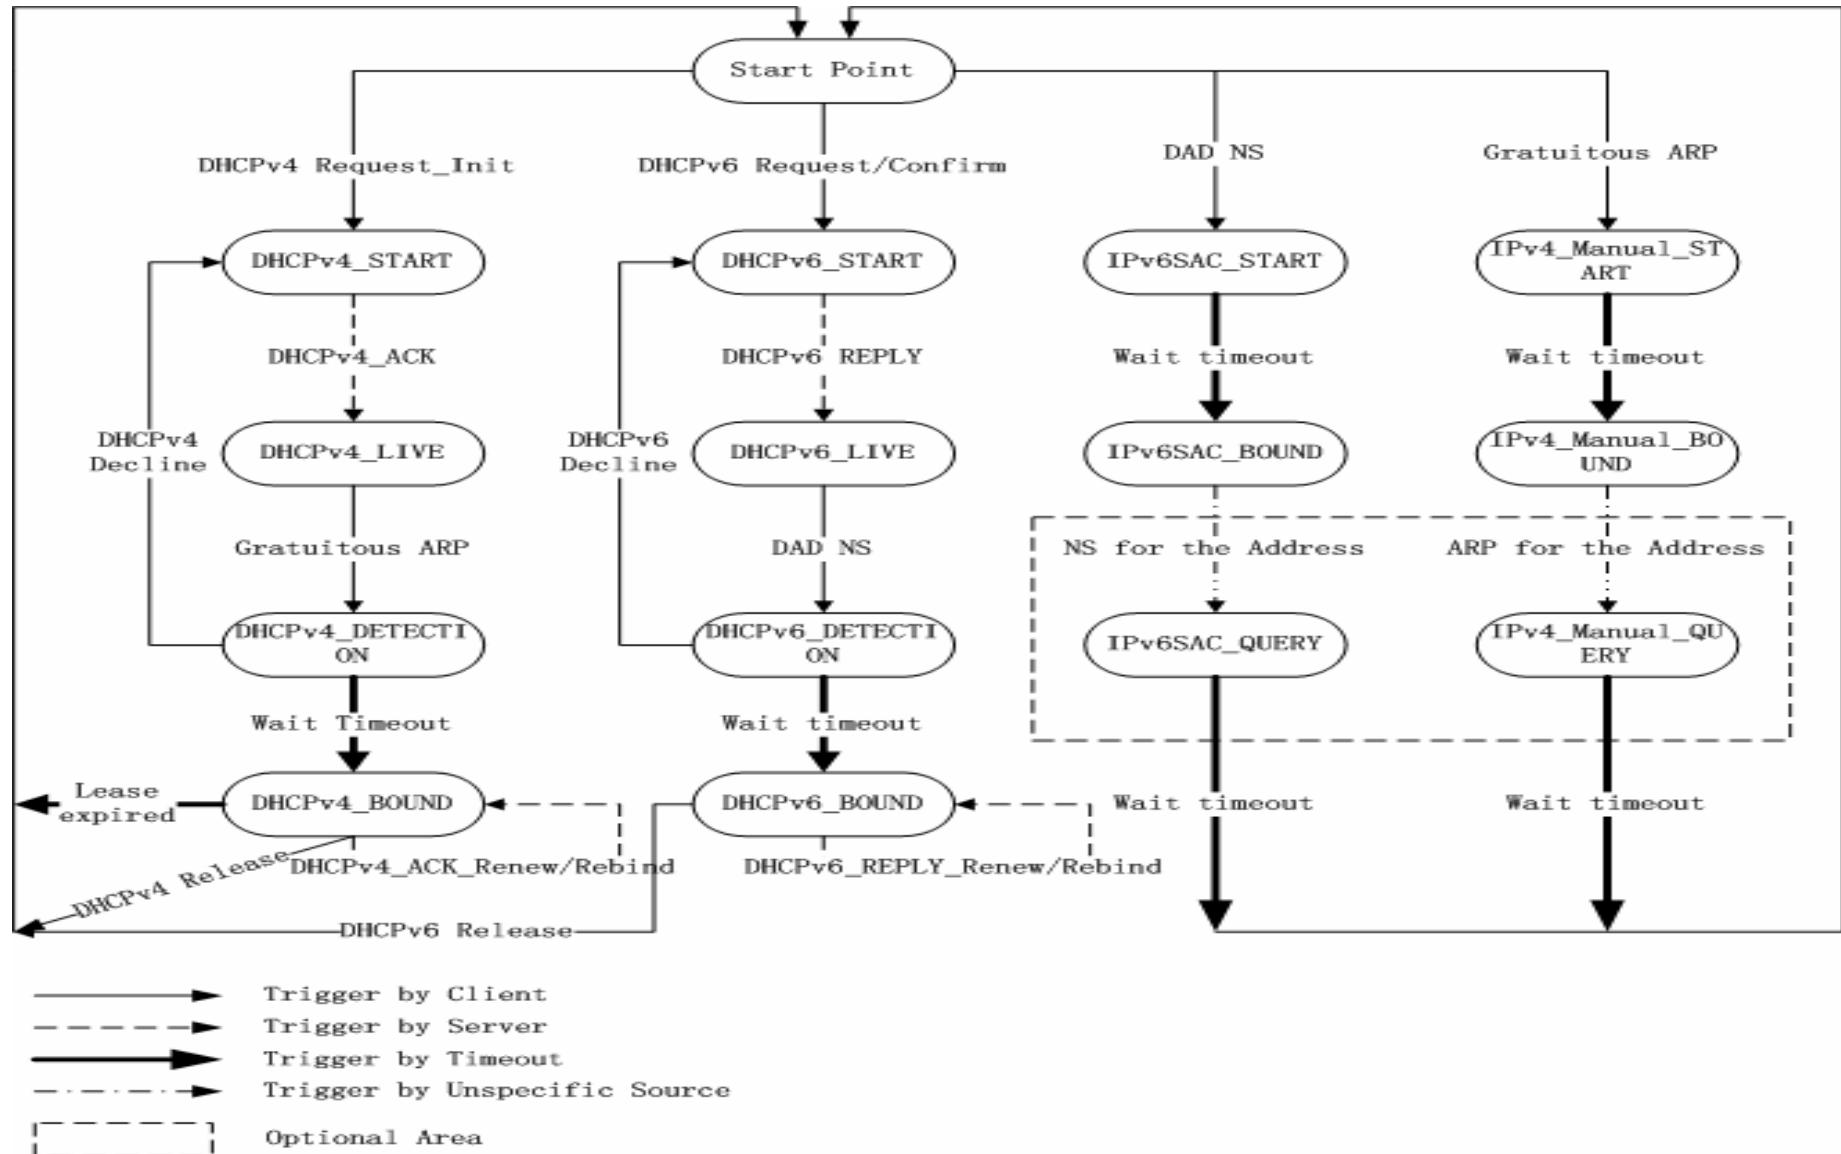 Start Point
DHCPv4 Request_Init
DHCPv6 Request/Confirm
DAD NS
Gratuitous ARP
DHCPv4_START
DHCPv6_START
IPv6SAC_START
IPv4_Manual_ST
ART
DHCPv4_ACK
DHCPv6 REPLY
Wait timeout
Wait timeout
DHCPv4
Decline
DHCPv4_LIVE
DHCPv6
Decline
DHCPv6_LIVE
IPv6SAC_BOUND
IPv4_Manual_BO
UND
Gratuitous ARP
DAD NS
NS for the Address
ARP for the Address
DHCPv4_DETECTI
ON
DHCPv6_DETECTI
ON
IPv6SAC_QUERY
IPv4_Manual_QU
ERY
Wait Timeout
Wait timeout
Lease
expired
DHCPv4_BOUND
DHCPv6_BOUND
Wait timeout
Wait timeout
DHCPv4 Release
DHCPv4_ACK_Renew/Rebind
DHCPv6_REPLY_Renew/Rebind
DHCPv6 Release
Trigger by Client
Trigger by Server
Trigger by Timeout
Trigger by Unspecific Source
Optional Area